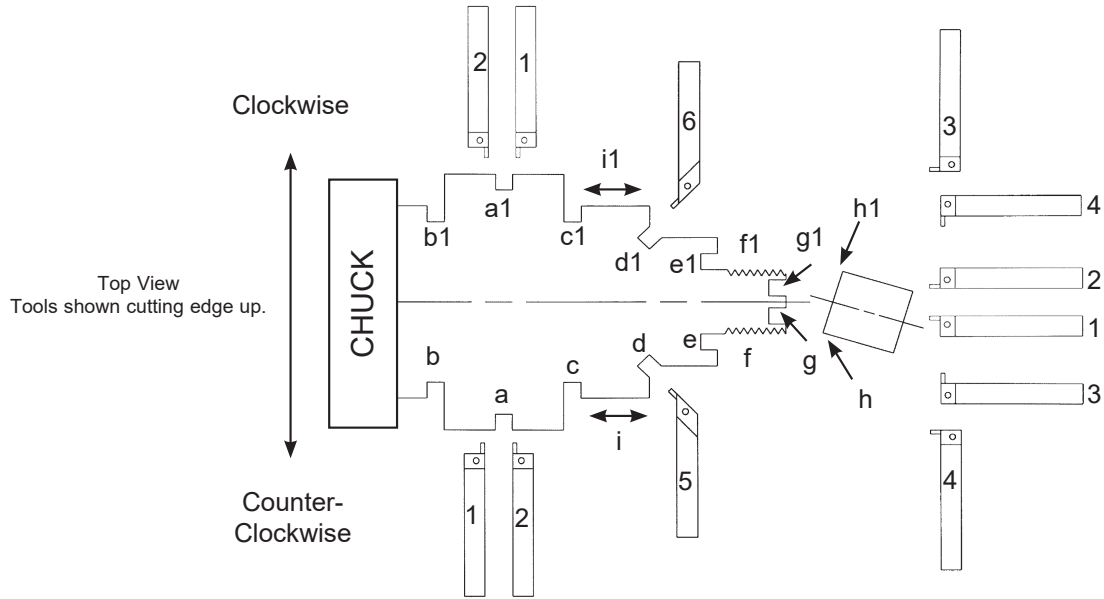 2
1
Clockwise
6
3
i1
4
a1
h1
b1
c1
g1
f1
d1
e1
2
Top View
Tools shown cutting edge up.
CHUCK
1
b
c
d
e
f
g
a
h
3
i
Counter-
Clockwise
1
2
5
4